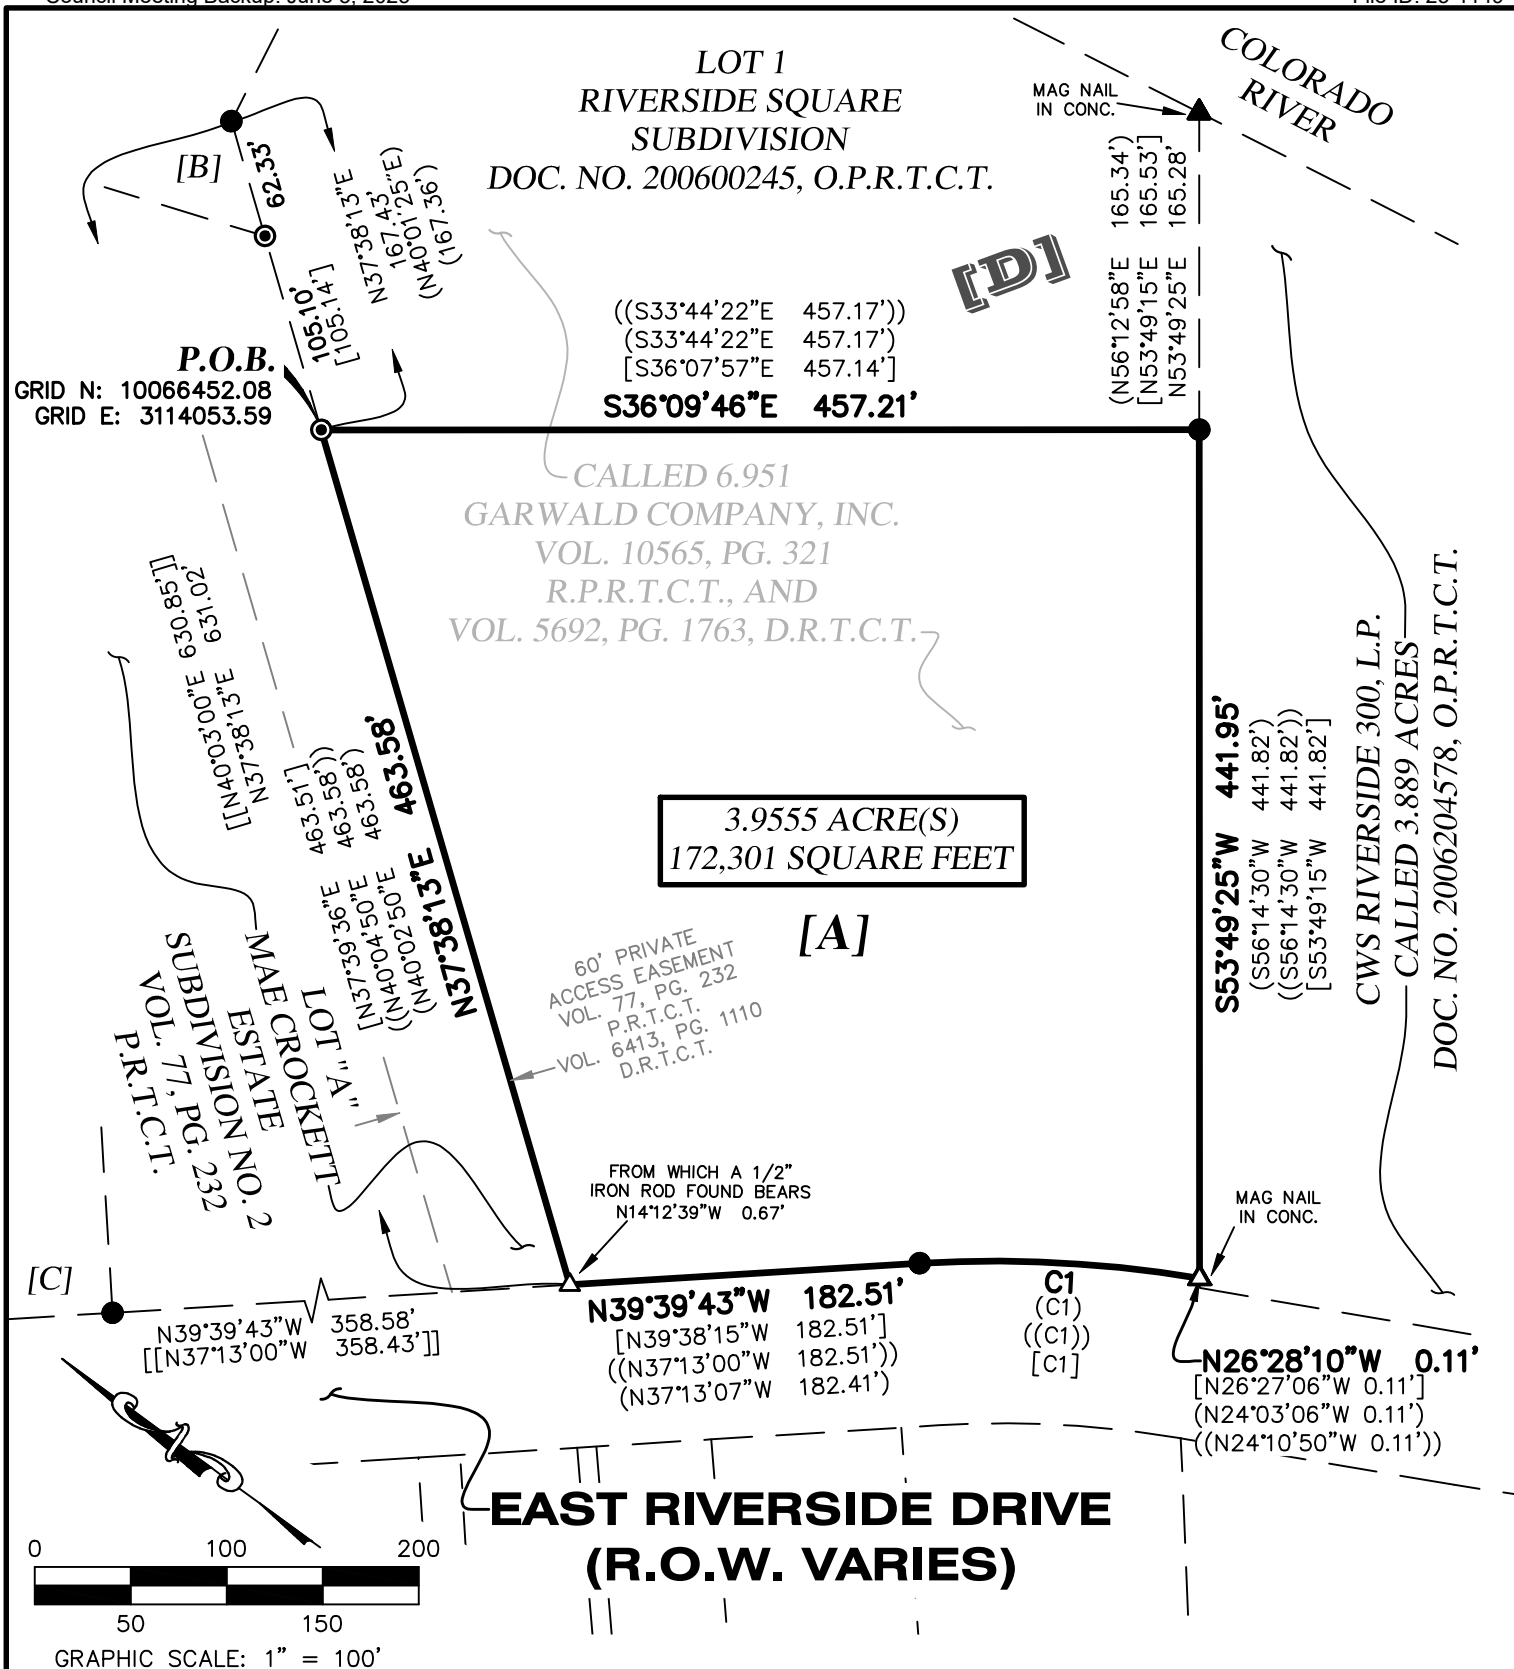 LOT 1
RIVERSIDE SQUARE
SUBDIVISION
DOC. NO. 200600245, O.P.R.T.C.T.
COLORADO
RIVER
MAG NAIL
IN CONC.
[B]
62.33'
N37°38'13"E
167.43'
(N40°01'25"E)
(167.36')
105.10'
[105.14']
[D]
(N56°12'58"E 165.34')
[N53°49'15"E 165.53']
N53°49'25"E 165.28'
((S33°44'22"E 457.17'))
(S33°44'22"E 457.17')
[S36°07'57"E 457.14']
S36°09'46"E 457.21'
P.O.B.
GRID N: 10066452.08
GRID E: 3114053.59
CALLED 6.951
GARWALD COMPANY, INC.
VOL. 10565, PG. 321
R.P.R.T.C.T., AND
VOL. 5692, PG. 1763, D.R.T.C.T.
[[N40°03'00"E 630.85']]
N37°38'13"E 631.02'
[N37°39'36"E 463.51']
((N40°04'50"E 463.58'))
(N40°02'50"E 463.58')
N37°38'13"E 463.58'
S53°49'25"W 441.95'
(S56°14'30"W 441.82')
((S56°14'30"W 441.82'))
[S53°49'15"W 441.82']
CWS RIVERSIDE 300, L.P.
CALLED 3.889 ACRES
DOC. NO. 2006204578, O.P.R.T.C.T.
3.9555 ACRE(S)
172,301 SQUARE FEET
[A]
60' PRIVATE
ACCESS EASEMENT
VOL. 77, PG. 232
P.R.T.C.T.
VOL. 6413, PG. 1110
D.R.T.C.T.
LOT "A"
MAE CROCKETT
ESTATE
SUBDIVISION NO. 2
VOL. 77, PG. 232
P.R.T.C.T.
FROM WHICH A 1/2"
IRON ROD FOUND BEARS
N14°12'39"W 0.67'
MAG NAIL
IN CONC.
[C]
N39°39'43"W 358.58'
[[N37°13'00"W 358.43']]
N39°39'43"W 182.51'
[N39°38'15"W 182.51']
((N37°13'00"W 182.51'))
(N37°13'07"W 182.41')
C1
(C1)
((C1))
[C1]
N26°28'10"W 0.11'
[N26°27'06"W 0.11']
(N24°03'06"W 0.11')
((N24°10'50"W 0.11'))
EAST RIVERSIDE DRIVE
(R.O.W. VARIES)
0 100 200
50 150
GRAPHIC SCALE: 1" = 100'